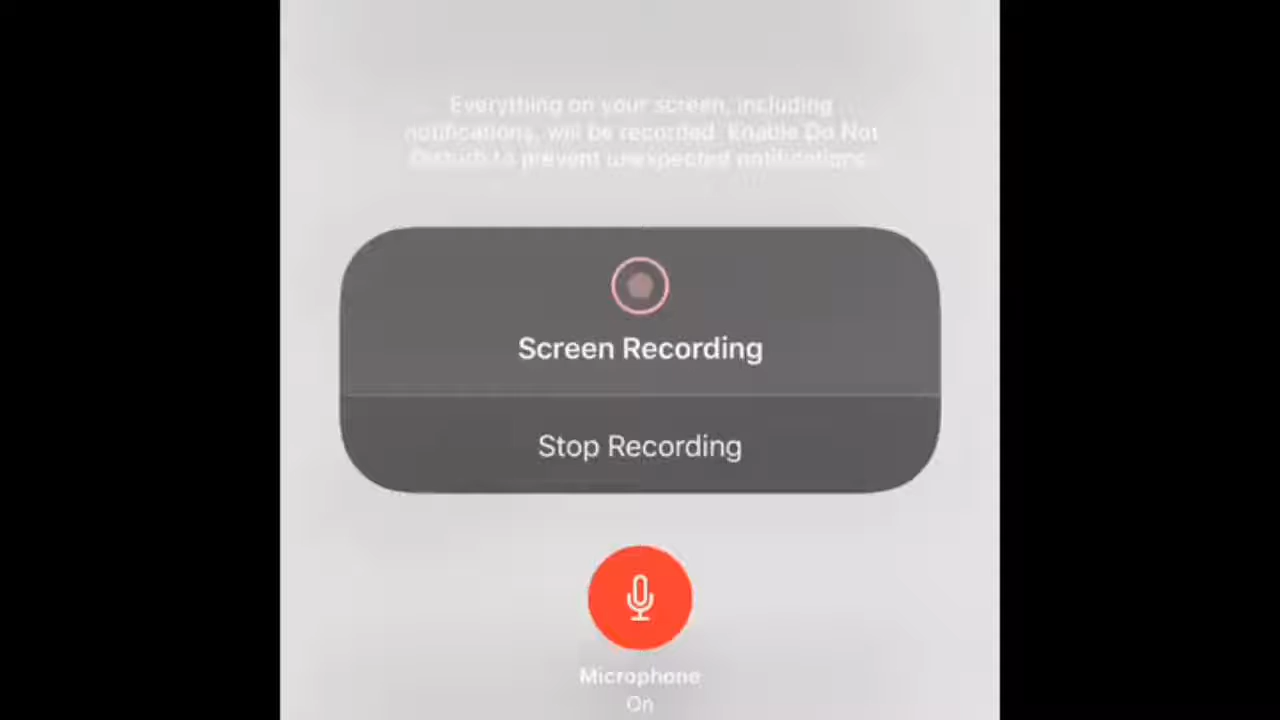 Everything on your screen, including
notifications, will be recorded. Enable Do Not
Disturb to prevent unexpected notifications.
Screen Recording
Stop Recording
Microphone
On